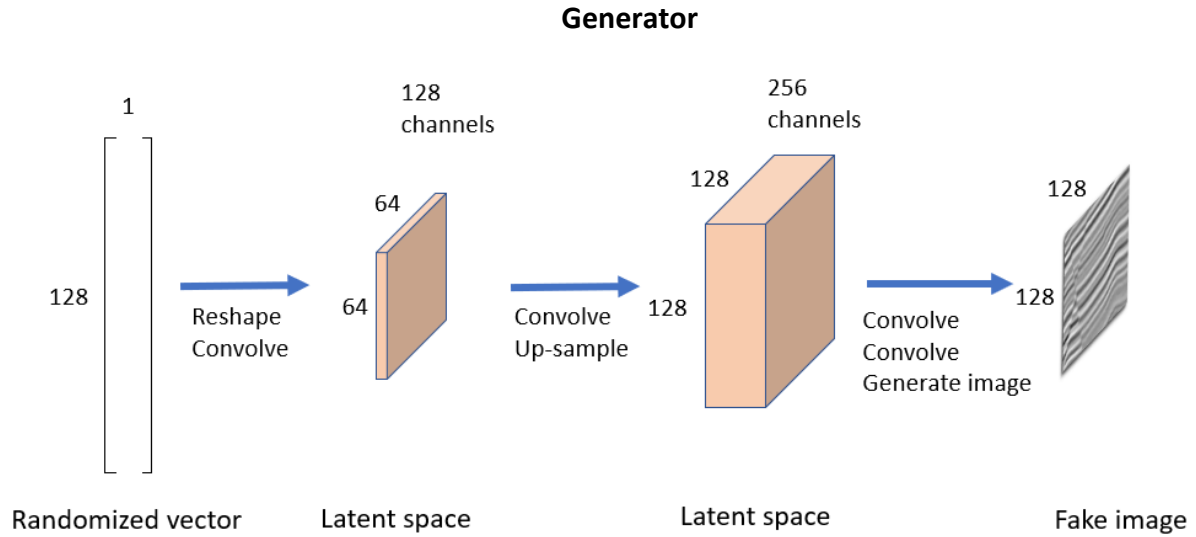 Generator
1
128
Randomized vector
Reshape
Convolve
128
channels
64
64
Latent space
Convolve
Up-sample
256
channels
128
128
Latent space
Convolve
Convolve
Generate image
128
128
Fake image